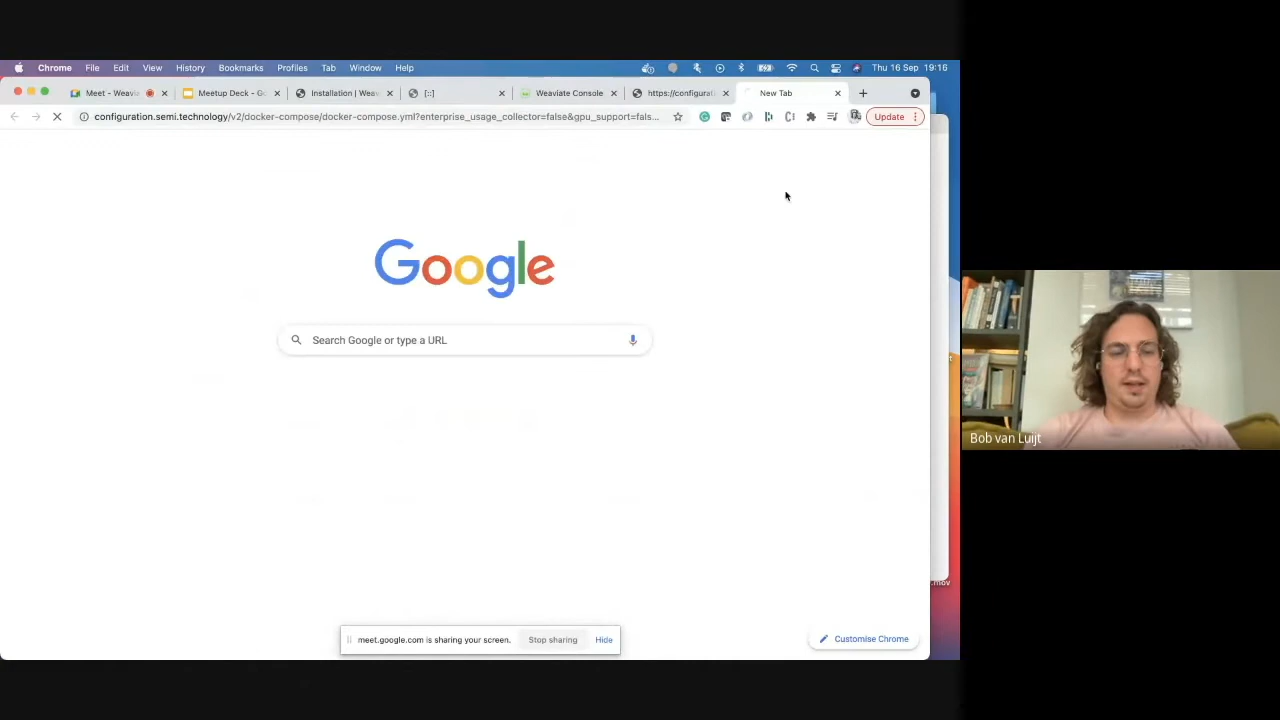 Chrome File Edit View History Bookmarks Profiles Tab Window Help Thu 16 Sep 19:16
Meet - Weavia Meetup Deck - Go Installation | Weav [::] Weaviate Console https://configurati New Tab
configuration.semi.technology/v2/docker-compose/docker-compose.yml?enterprise_usage_collector=false&gpu_support=fals... Update
Google
Search Google or type a URL
Bob van Luijt
.mov
meet.google.com is sharing your screen. Stop sharing Hide
Customise Chrome